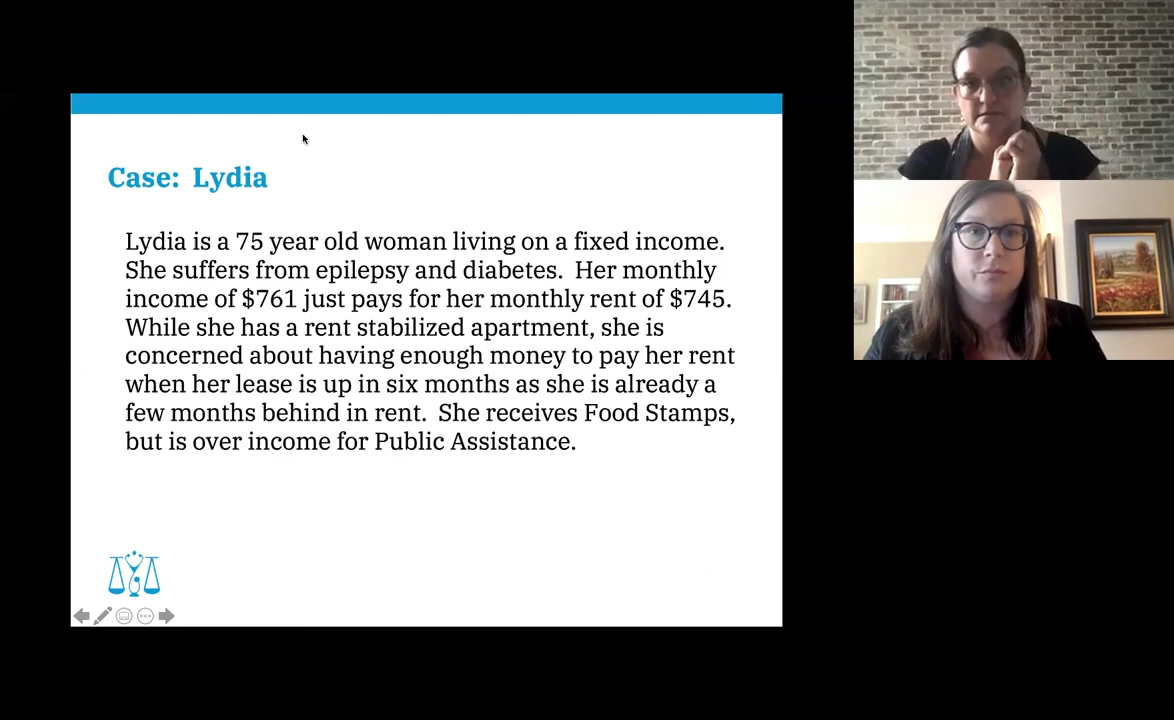 Case:  Lydia
Lydia is a 75 year old woman living on a fixed income.
She suffers from epilepsy and diabetes.  Her monthly
income of $761 just pays for her monthly rent of $745.
While she has a rent stabilized apartment, she is
concerned about having enough money to pay her rent
when her lease is up in six months as she is already a
few months behind in rent.  She receives Food Stamps,
but is over income for Public Assistance.